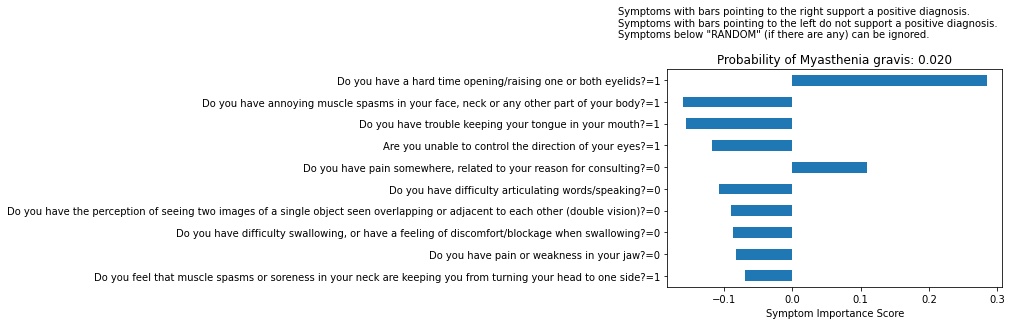 Symptoms with bars pointing to the right support a positive diagnosis.
Symptoms with bars pointing to the left do not support a positive diagnosis.
Symptoms below "RANDOM" (if there are any) can be ignored.
Probability of Myasthenia gravis: 0.020
Do you have a hard time opening/raising one or both eyelids?=1
Do you have annoying muscle spasms in your face, neck or any other part of your body?=1
Do you have trouble keeping your tongue in your mouth?=1
Are you unable to control the direction of your eyes?=1
Do you have pain somewhere, related to your reason for consulting?=0
Do you have difficulty articulating words/speaking?=0
Do you have the perception of seeing two images of a single object seen overlapping or adjacent to each other (double vision)?=0
Do you have difficulty swallowing, or have a feeling of discomfort/blockage when swallowing?=0
Do you have pain or weakness in your jaw?=0
Do you feel that muscle spasms or soreness in your neck are keeping you from turning your head to one side?=1
−0.1 0.0 0.1 0.2 0.3
Symptom Importance Score